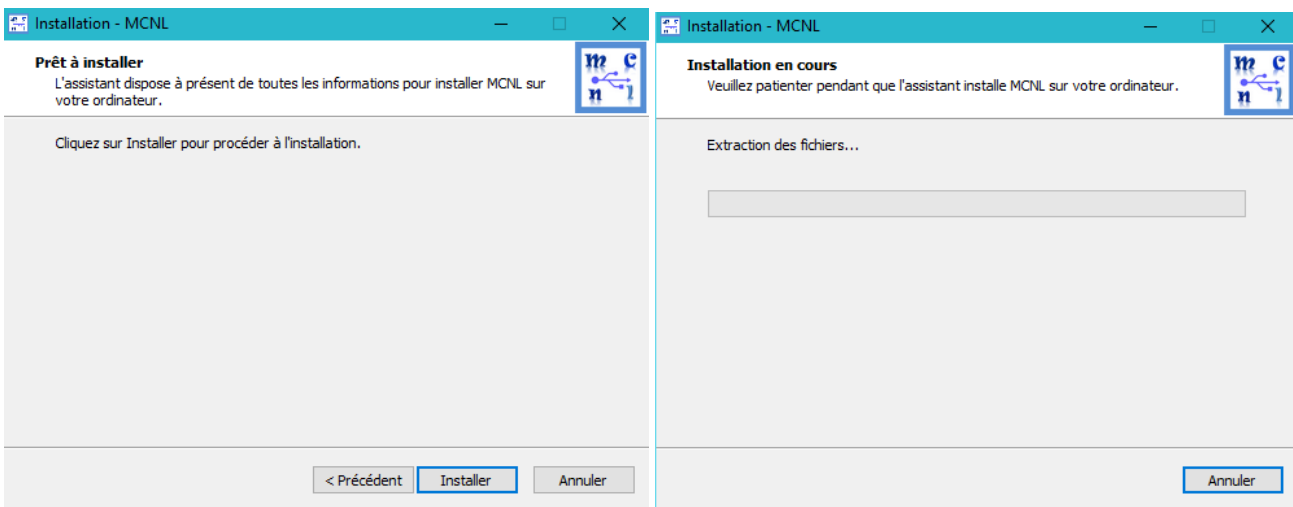 Installation - MCNL
Prêt à installer
L'assistant dispose à présent de toutes les informations pour installer MCNL sur
votre ordinateur.
m c
n l
Cliquez sur Installer pour procéder à l'installation.
< Précédent
Installer
Annuler
Installation - MCNL
Installation en cours
Veuillez patienter pendant que l'assistant installe MCNL sur votre ordinateur.
m c
n l
Extraction des fichiers...
Annuler